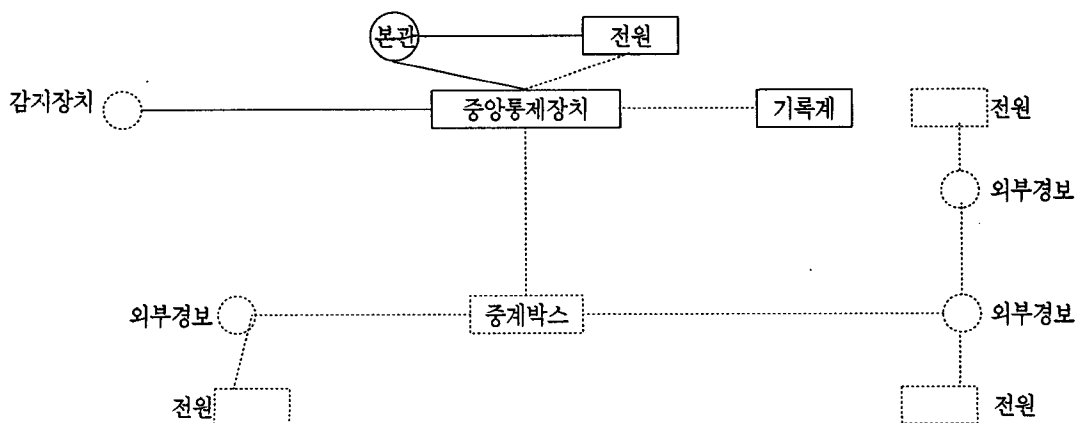 본관
전원
감지장치
중앙통제장치
기록계
전원
외부경보
외부경보
중계박스
외부경보
전원
전원